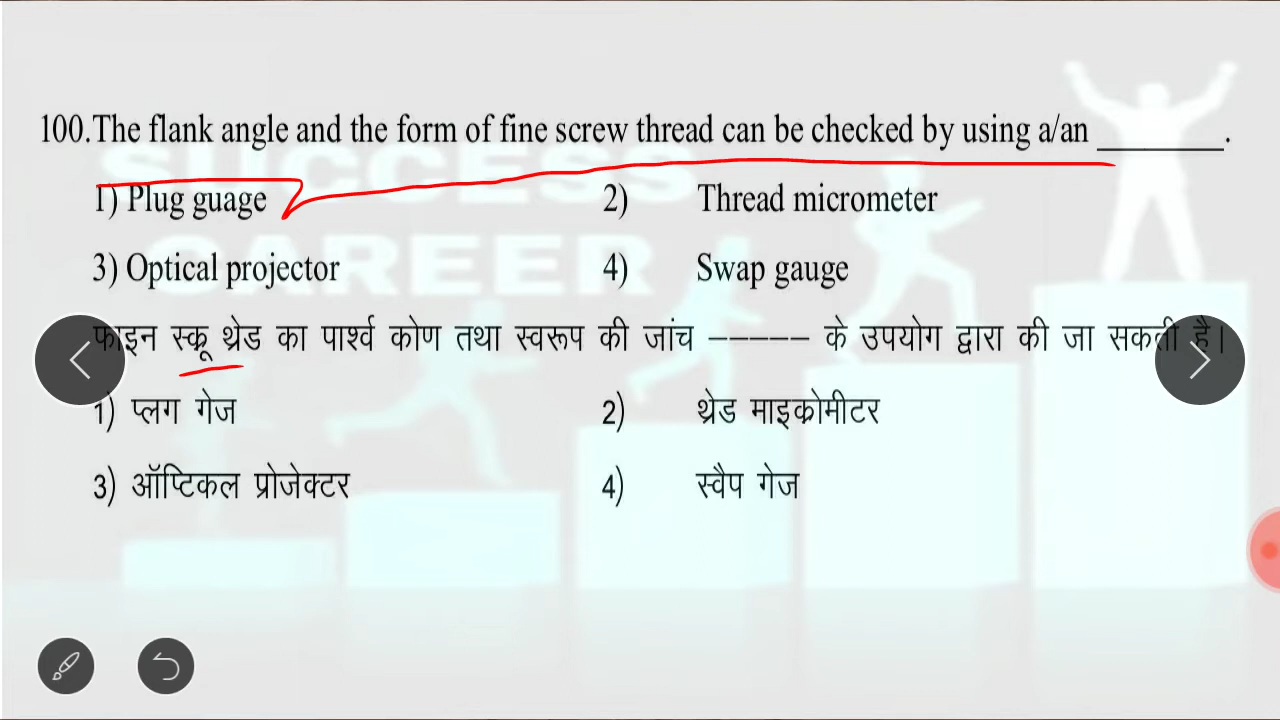 100.The flank angle and the form of fine screw thread can be checked by using a/an ________.
1) Plug guage 2) Thread micrometer
3) Optical projector 4) Swap gauge
फाइन स्कू थ्रेड का पार्श्व कोण तथा स्वरूप की जांच ––––– के उपयोग द्वारा की जा सकती है।
1) प्लग गेज 2) थ्रेड माइक्रोमीटर
3) ऑप्टिकल प्रोजेक्टर 4) स्वैप गेज
SUCCESS
CAREER